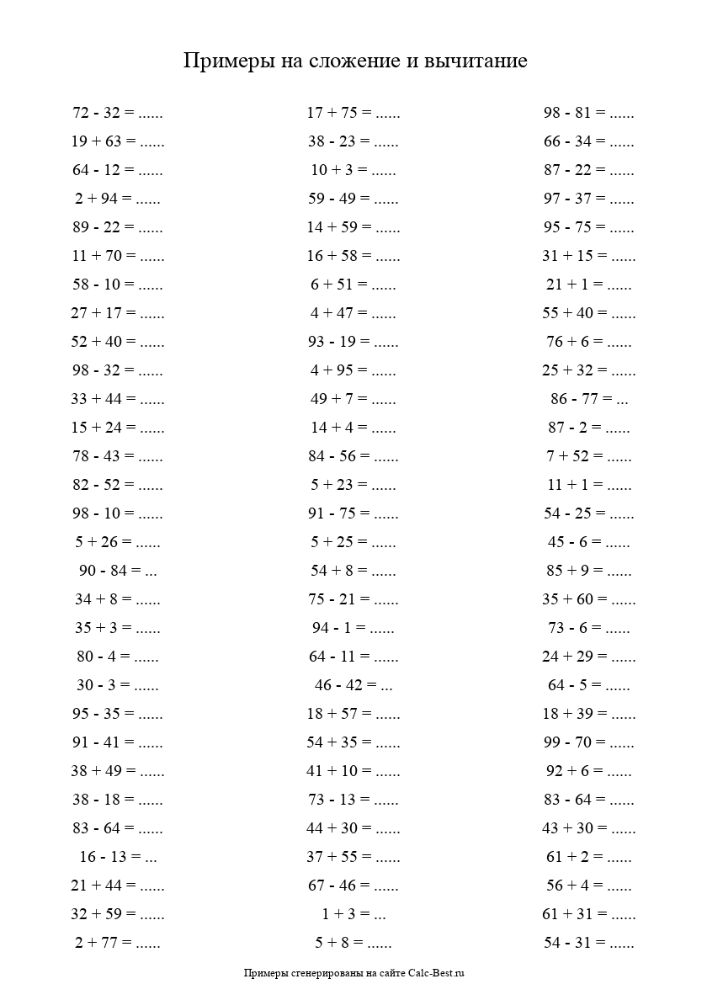 Примеры на сложение и вычитание
72 - 32 = ...... 17 + 75 = ...... 98 - 81 = ......
19 + 63 = ...... 38 - 23 = ...... 66 - 34 = ......
64 - 12 = ...... 10 + 3 = ...... 87 - 22 = ......
2 + 94 = ...... 59 - 49 = ...... 97 - 37 = ......
89 - 22 = ...... 14 + 59 = ...... 95 - 75 = ......
11 + 70 = ...... 16 + 58 = ...... 31 + 15 = ......
58 - 10 = ...... 6 + 51 = ...... 21 + 1 = ......
27 + 17 = ...... 4 + 47 = ...... 55 + 40 = ......
52 + 40 = ...... 93 - 19 = ...... 76 + 6 = ......
98 - 32 = ...... 4 + 95 = ...... 25 + 32 = ......
33 + 44 = ...... 49 + 7 = ...... 86 - 77 = ...
15 + 24 = ...... 14 + 4 = ...... 87 - 2 = ......
78 - 43 = ...... 84 - 56 = ...... 7 + 52 = ......
82 - 52 = ...... 5 + 23 = ...... 11 + 1 = ......
98 - 10 = ...... 91 - 75 = ...... 54 - 25 = ......
5 + 26 = ...... 5 + 25 = ...... 45 - 6 = ......
90 - 84 = ... 54 + 8 = ...... 85 + 9 = ......
34 + 8 = ...... 75 - 21 = ...... 35 + 60 = ......
35 + 3 = ...... 94 - 1 = ...... 73 - 6 = ......
80 - 4 = ...... 64 - 11 = ...... 24 + 29 = ......
30 - 3 = ...... 46 - 42 = ... 64 - 5 = ......
95 - 35 = ...... 18 + 57 = ...... 18 + 39 = ......
91 - 41 = ...... 54 + 35 = ...... 99 - 70 = ......
38 + 49 = ...... 41 + 10 = ...... 92 + 6 = ......
38 - 18 = ...... 73 - 13 = ...... 83 - 64 = ......
83 - 64 = ...... 44 + 30 = ...... 43 + 30 = ......
16 - 13 = ... 37 + 55 = ...... 61 + 2 = ......
21 + 44 = ...... 67 - 46 = ...... 56 + 4 = ......
32 + 59 = ...... 1 + 3 = ... 61 + 31 = ......
2 + 77 = ...... 5 + 8 = ...... 54 - 31 = ......
Примеры сгенерированы на сайте Calc-Best.ru